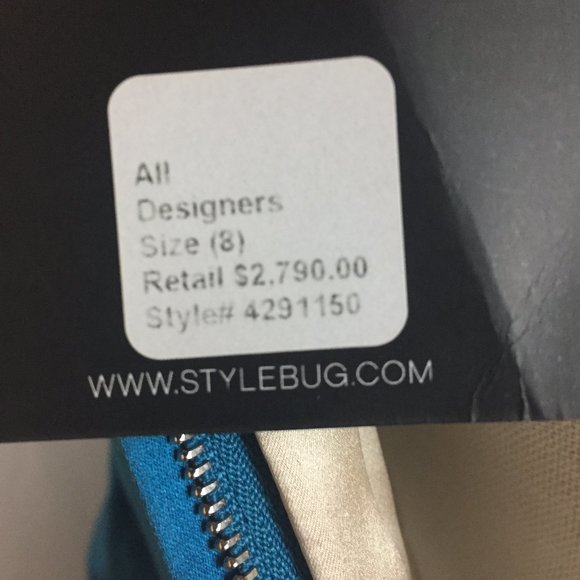 All
Designers
Size (8)
Retail $2,790.00
Style# 4291150
WWW.STYLEBUG.COM